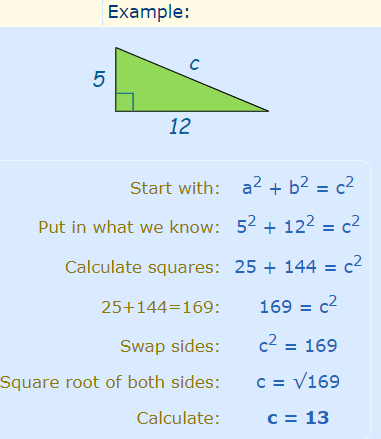 Example:
5
c
12
Start with: a² + b² = c²
Put in what we know: 5² + 12² = c²
Calculate squares: 25 + 144 = c²
25+144=169: 169 = c²
Swap sides: c² = 169
Square root of both sides: c = √169
Calculate: c = 13